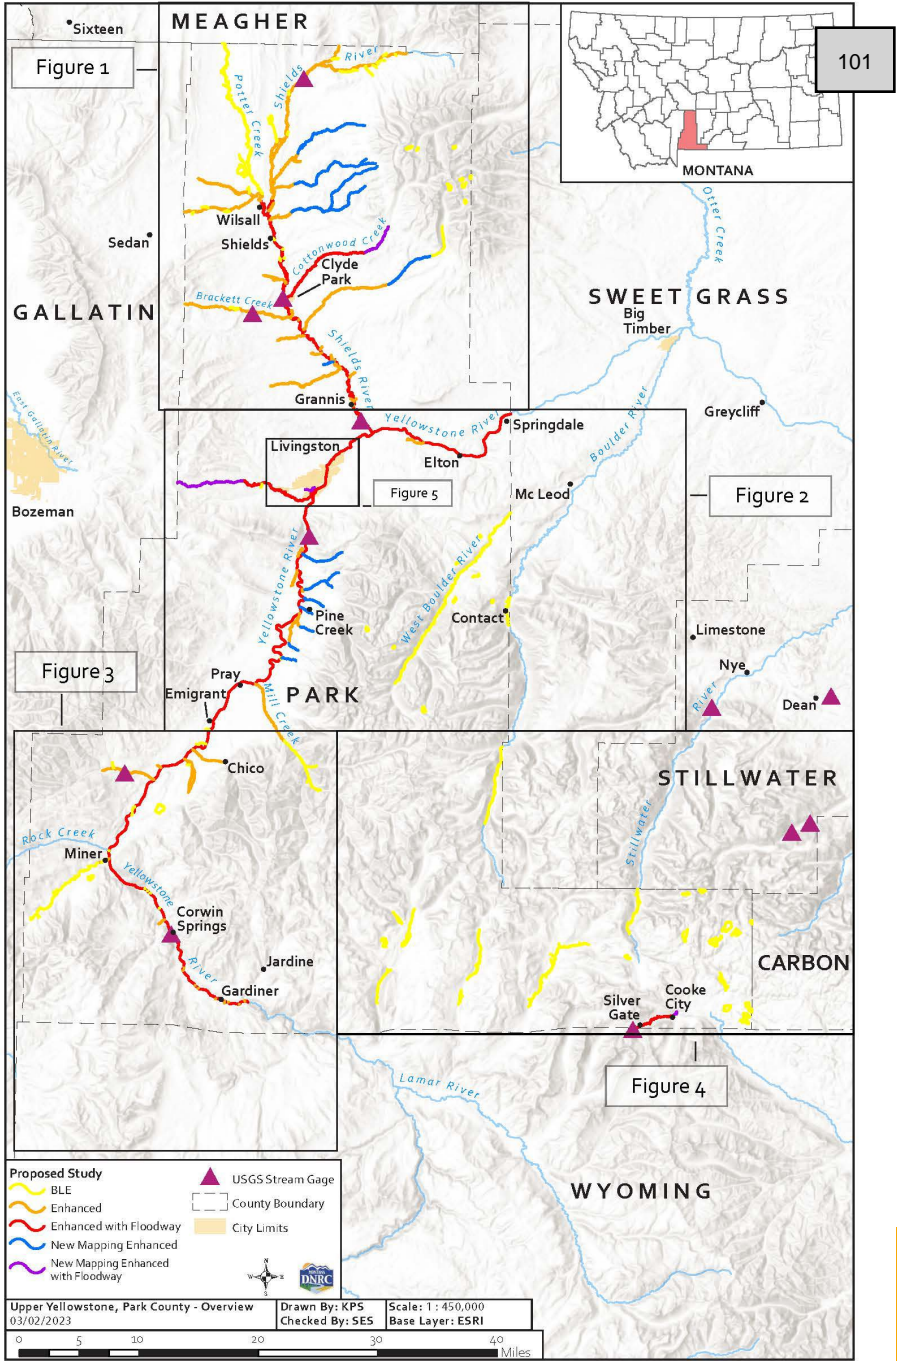 MEAGHER
Sixteen
Figure 1
101
River
Shields
Potter Creek
MONTANA
Otter Creek
Wilsall
Sedan
Shields
Cottonwood Creek
Clyde
Park
Brackett Creek
GALLATIN
SWEET GRASS
Big
Timber
Shields River
East Gallatin River
Grannis
Greycliff
Yellowstone River
Springdale
Boulder River
Livingston
Elton
Bozeman
Figure 5
Mc Leod
Figure 2
Yellowstone River
West Boulder River
Pine
Creek
Contact
Limestone
Figure 3
Pray
Nye
Emigrant
PARK
Mill Creek
River
Dean
Chico
STILLWATER
Stillwater
Rock Creek
Miner
Yellowstone
Corwin
Springs
River
Jardine
Gardiner
CARBON
Silver
Gate
Cooke
City
Figure 4
Lamar River
WYOMING
Proposed Study
BLE
Enhanced
Enhanced with Floodway
New Mapping Enhanced
New Mapping Enhanced
with Floodway
USGS Stream Gage
County Boundary
City Limits
N
W E
S
MONTANA
DNRC
Upper Yellowstone, Park County - Overview
03/02/2023
Drawn By: KPS
Checked By: SES
Scale: 1 : 450,000
Base Layer: ESRI
0 5 10 20 30 40
Miles